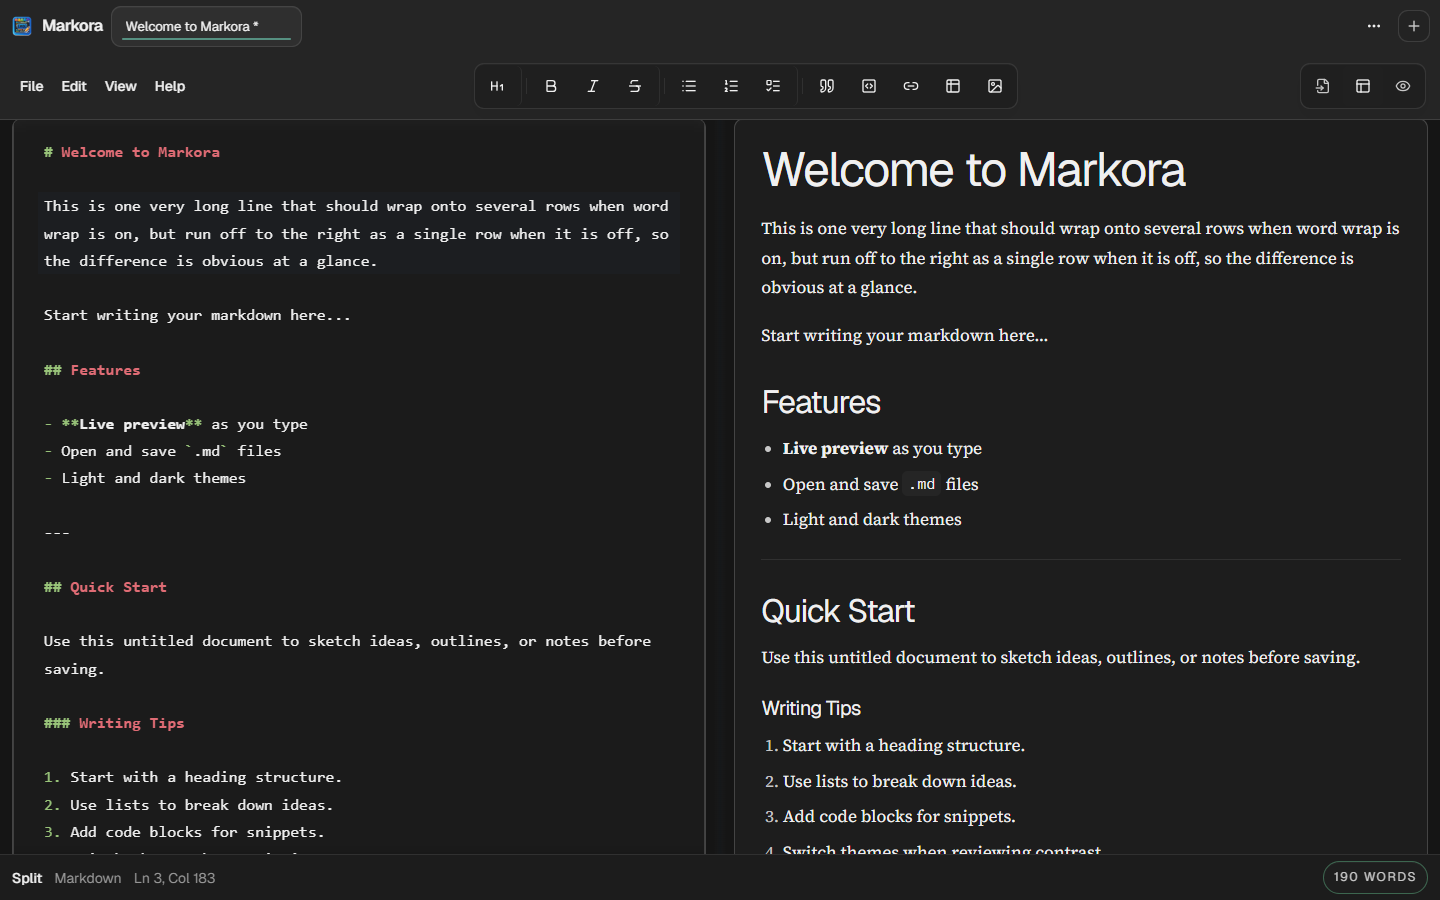 Markora
Welcome to Markora *
File Edit View Help
H1
# Welcome to Markora
This is one very long line that should wrap onto several rows when word
wrap is on, but run off to the right as a single row when it is off, so
the difference is obvious at a glance.
Start writing your markdown here...
## Features
- **Live preview** as you type
- Open and save `.md` files
- Light and dark themes
---
## Quick Start
Use this untitled document to sketch ideas, outlines, or notes before
saving.
### Writing Tips
1. Start with a heading structure.
2. Use lists to break down ideas.
3. Add code blocks for snippets.
Welcome to Markora
This is one very long line that should wrap onto several rows when word wrap is
on, but run off to the right as a single row when it is off, so the difference is
obvious at a glance.
Start writing your markdown here...
Features
• Live preview as you type
• Open and save .md files
• Light and dark themes
Quick Start
Use this untitled document to sketch ideas, outlines, or notes before saving.
Writing Tips
1. Start with a heading structure.
2. Use lists to break down ideas.
3. Add code blocks for snippets.
4. Switch themes when reviewing contrast
Split Markdown Ln 3, Col 183
190 WORDS